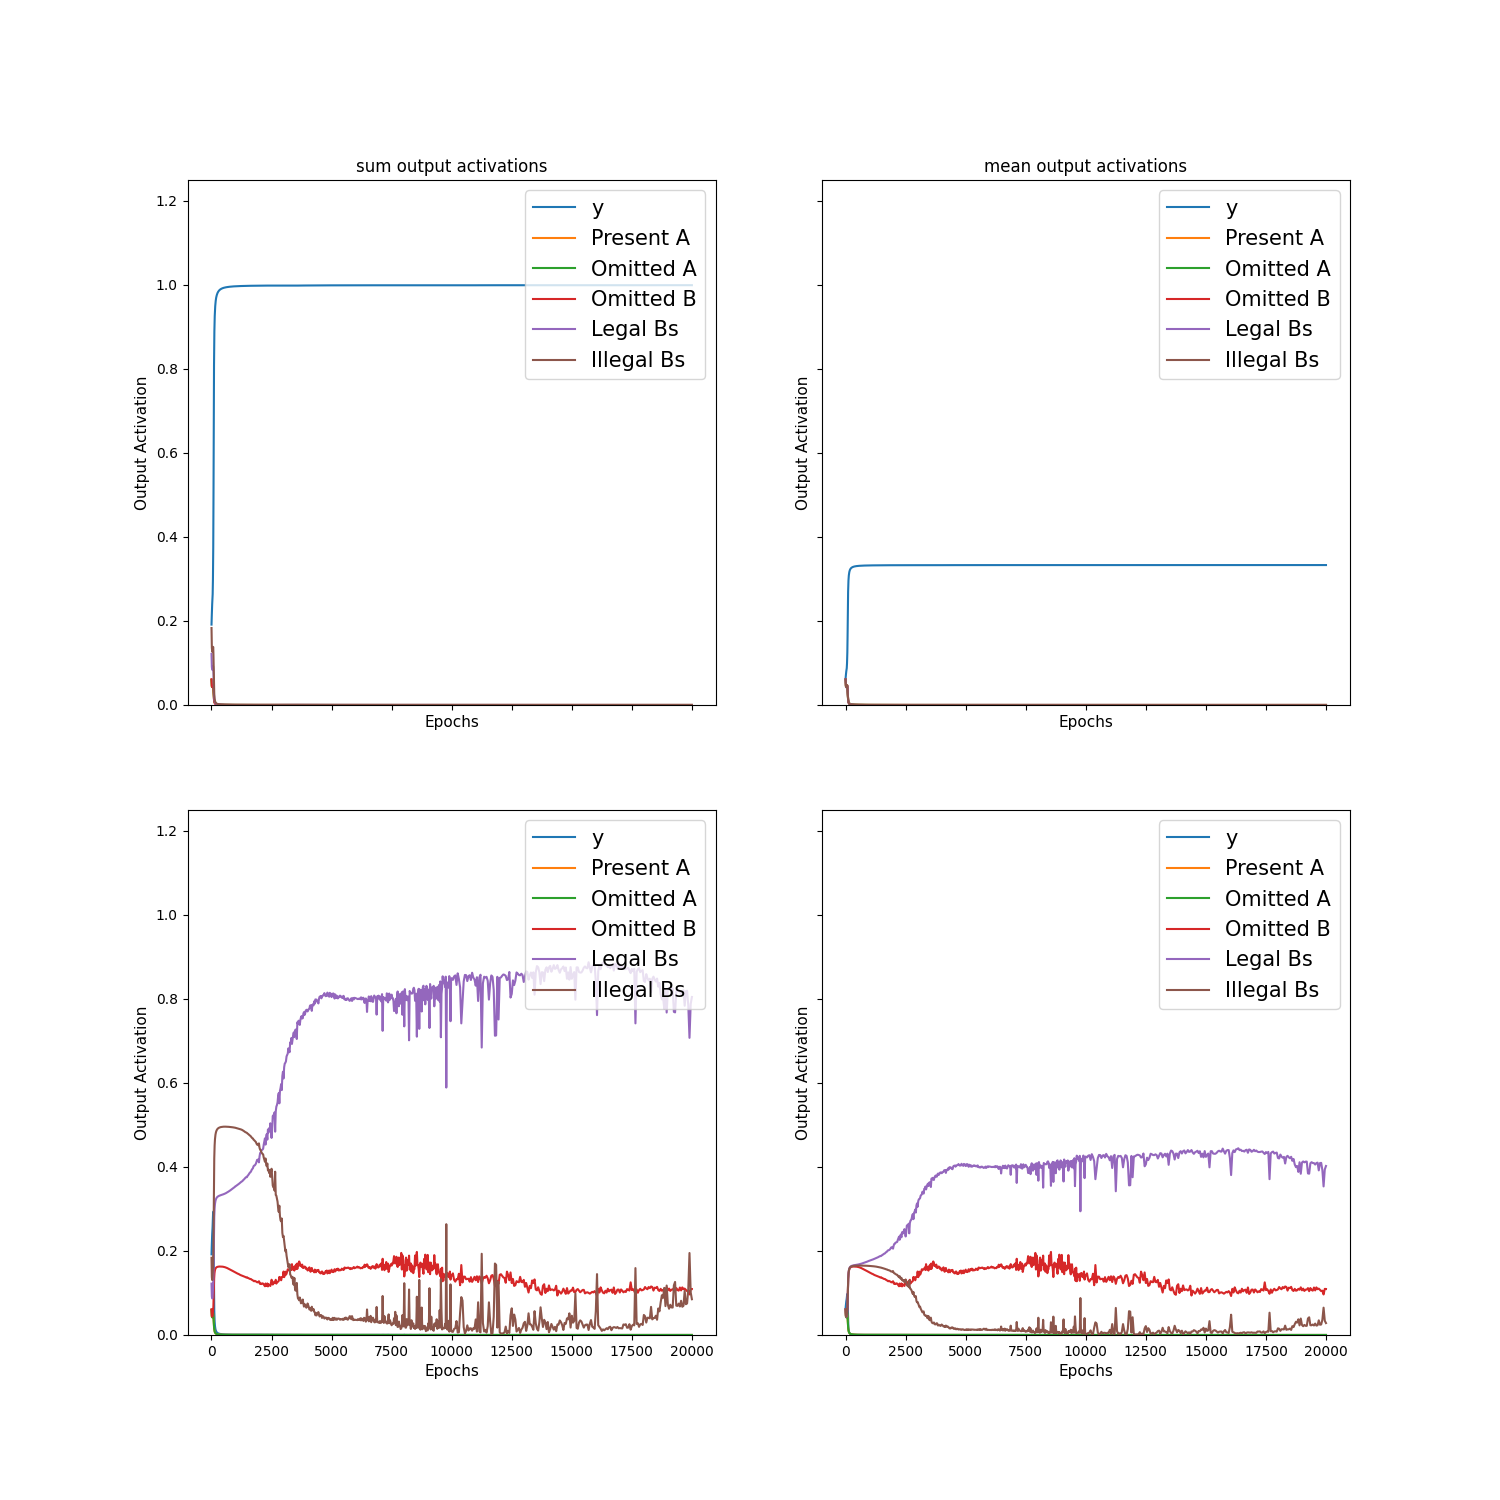 sum output activations
mean output activations
1.2
1.0
0.8
0.6
0.4
0.2
0.0
Output Activation
Epochs
y
Present A
Omitted A
Omitted B
Legal Bs
Illegal Bs
Output Activation
Epochs
y
Present A
Omitted A
Omitted B
Legal Bs
Illegal Bs
1.2
1.0
0.8
0.6
0.4
0.2
0.0
Output Activation
y
Present A
Omitted A
Omitted B
Legal Bs
Illegal Bs
0 2500 5000 7500 10000 12500 15000 17500 20000
Epochs
Output Activation
y
Present A
Omitted A
Omitted B
Legal Bs
Illegal Bs
0 2500 5000 7500 10000 12500 15000 17500 20000
Epochs